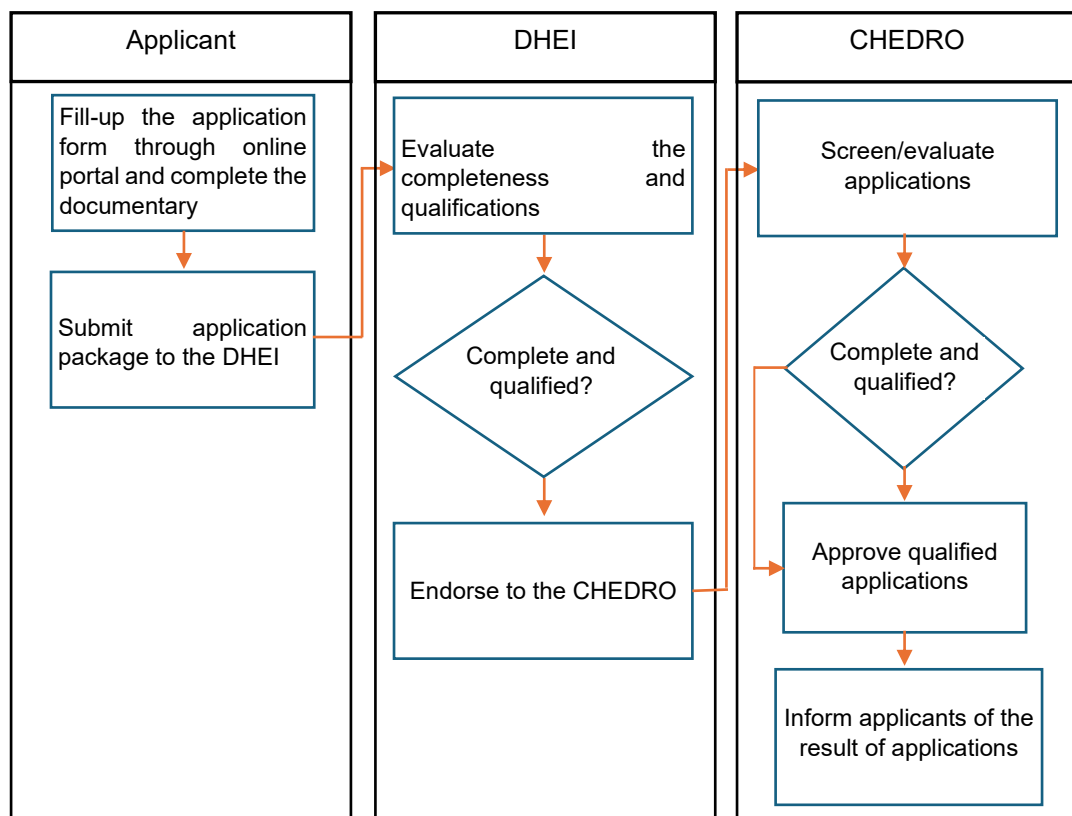 Applicant
Fill-up the application
form through online
portal and complete the
documentary
Submit application
package to the DHEI
DHEI
Evaluate the
completeness and
qualifications
Complete and
qualified?
Endorse to the CHEDRO
CHEDRO
Screen/evaluate
applications
Complete and
qualified?
Approve qualified
applications
Inform applicants of the
result of applications